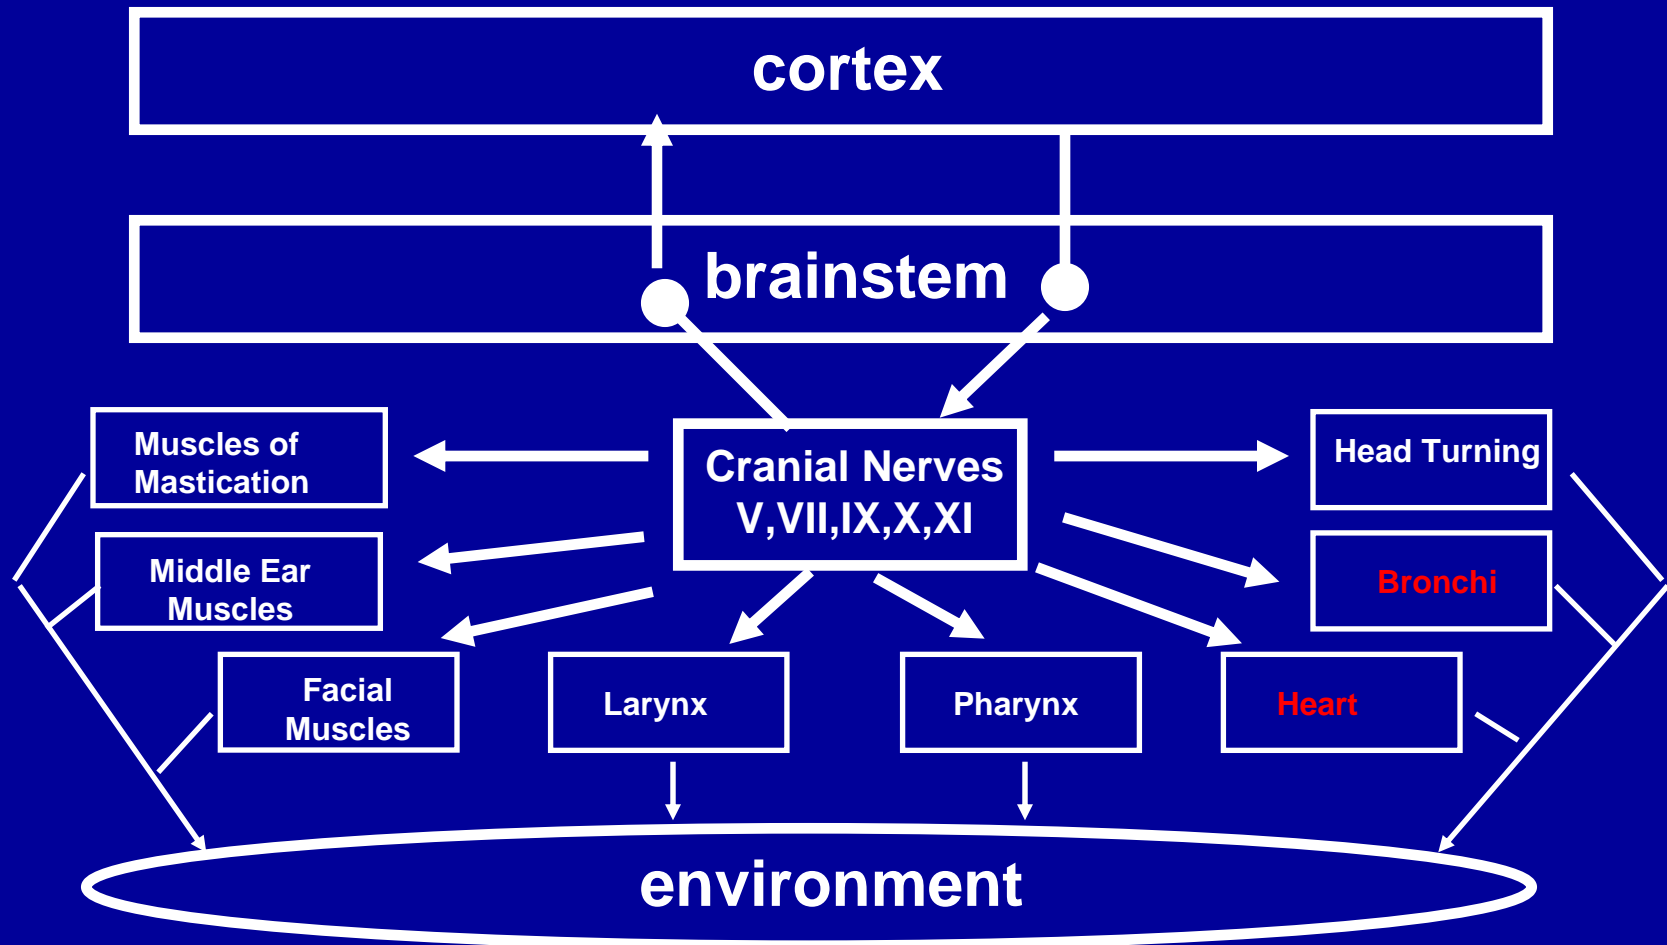 cortex
brainstem
Cranial Nerves
V,VII,IX,X,XI
Muscles of
Mastication
Head Turning
Middle Ear
Muscles
Bronchi
Facial
Muscles
Larynx
Pharynx
Heart
environment